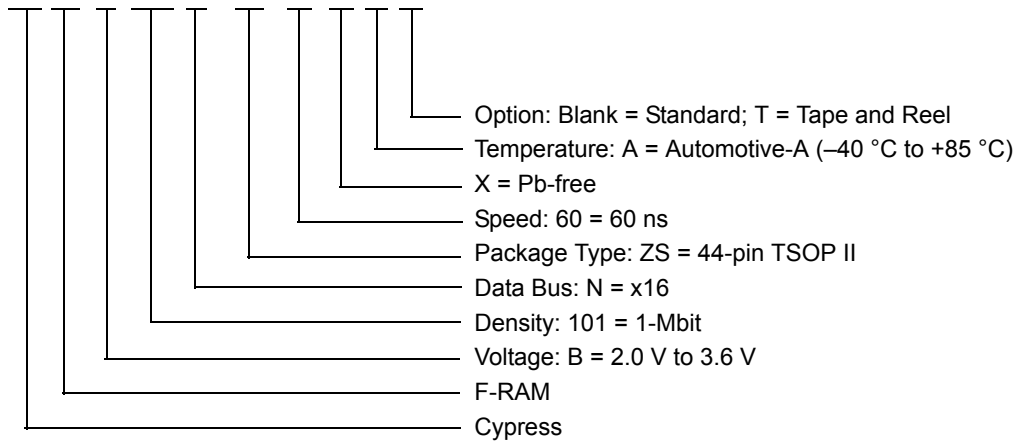 Option: Blank = Standard; T = Tape and Reel
Temperature: A = Automotive-A (–40 °C to +85 °C)
X = Pb-free
Speed: 60 = 60 ns
Package Type: ZS = 44-pin TSOP II
Data Bus: N = x16
Density: 101 = 1-Mbit
Voltage: B = 2.0 V to 3.6 V
F-RAM
Cypress